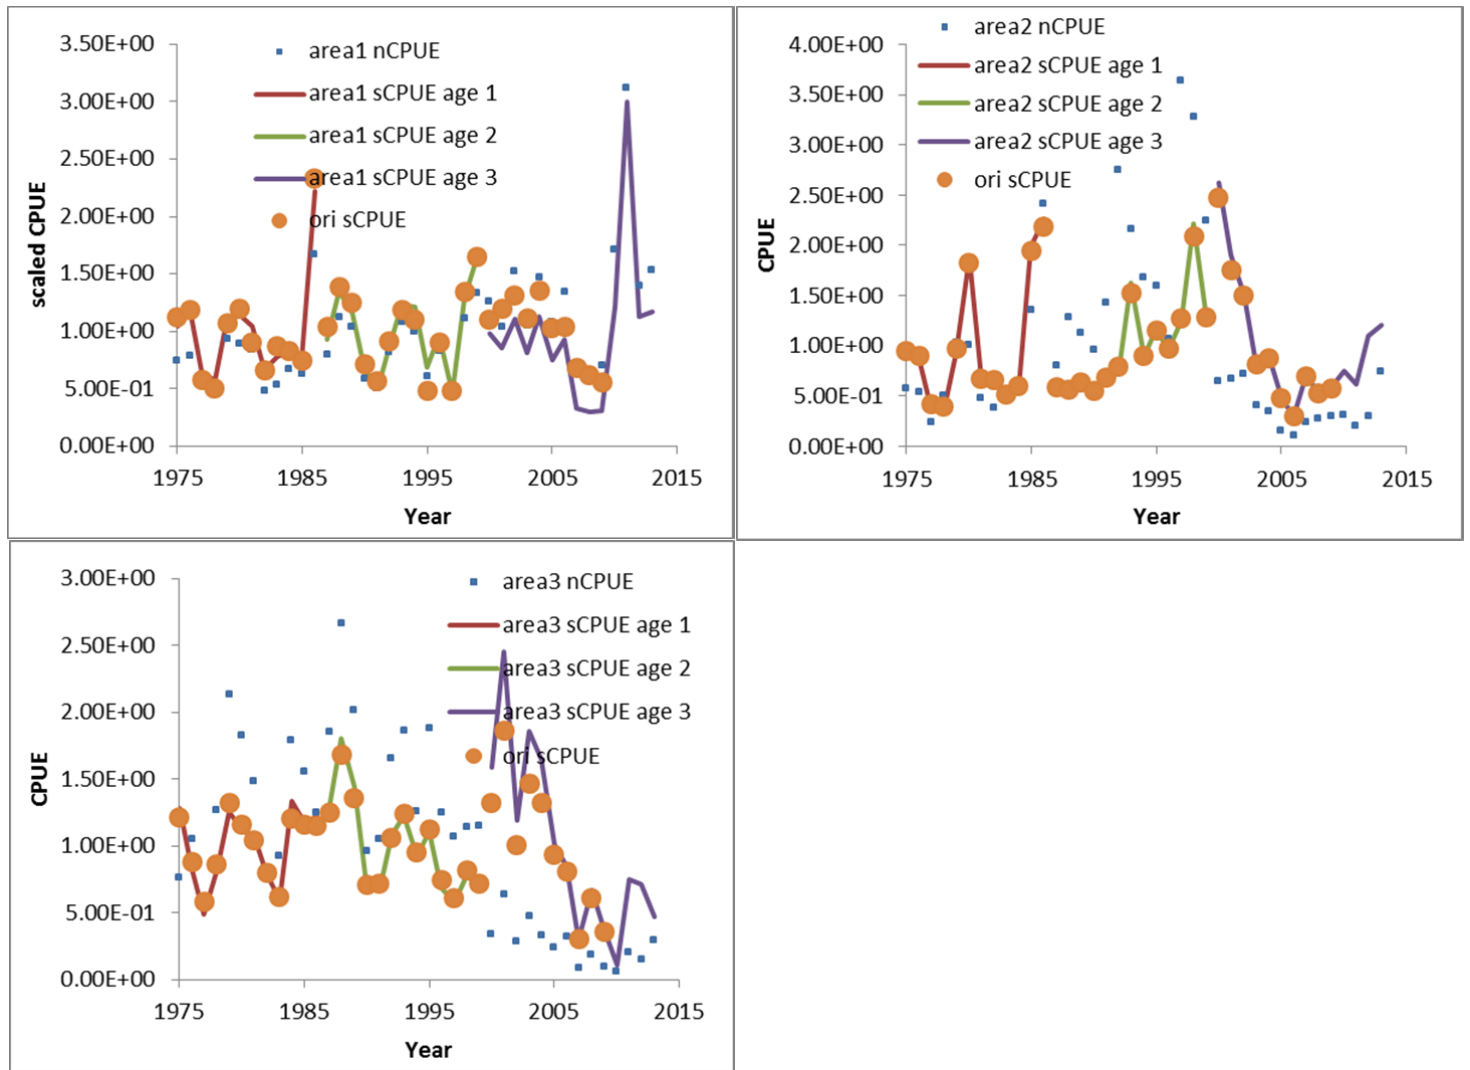 3.50E+00
3.00E+00
2.50E+00
2.00E+00
1.50E+00
1.00E+00
5.00E-01
0.00E+00
scaled CPUE
area1 nCPUE
area1 sCPUE age 1
area1 sCPUE age 2
area1 sCPUE age 3
ori sCPUE
1975 1985 1995 2005 2015
Year
4.00E+00
3.50E+00
3.00E+00
2.50E+00
2.00E+00
1.50E+00
1.00E+00
5.00E-01
0.00E+00
CPUE
area2 nCPUE
area2 sCPUE age 1
area2 sCPUE age 2
area2 sCPUE age 3
ori sCPUE
1975 1985 1995 2005 2015
Year
3.00E+00
2.50E+00
2.00E+00
1.50E+00
1.00E+00
5.00E-01
0.00E+00
CPUE
area3 nCPUE
area3 sCPUE age 1
area3 sCPUE age 2
area3 sCPUE age 3
ori sCPUE
1975 1985 1995 2005 2015
Year